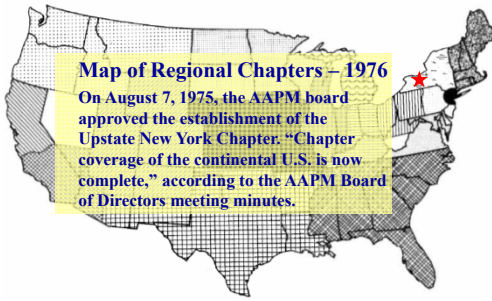 Map of Regional Chapters – 1976
On August 7, 1975, the AAPM board
approved the establishment of the
Upstate New York Chapter. “Chapter
coverage of the continental U.S. is now
complete,” according to the AAPM Board
of Directors meeting minutes.